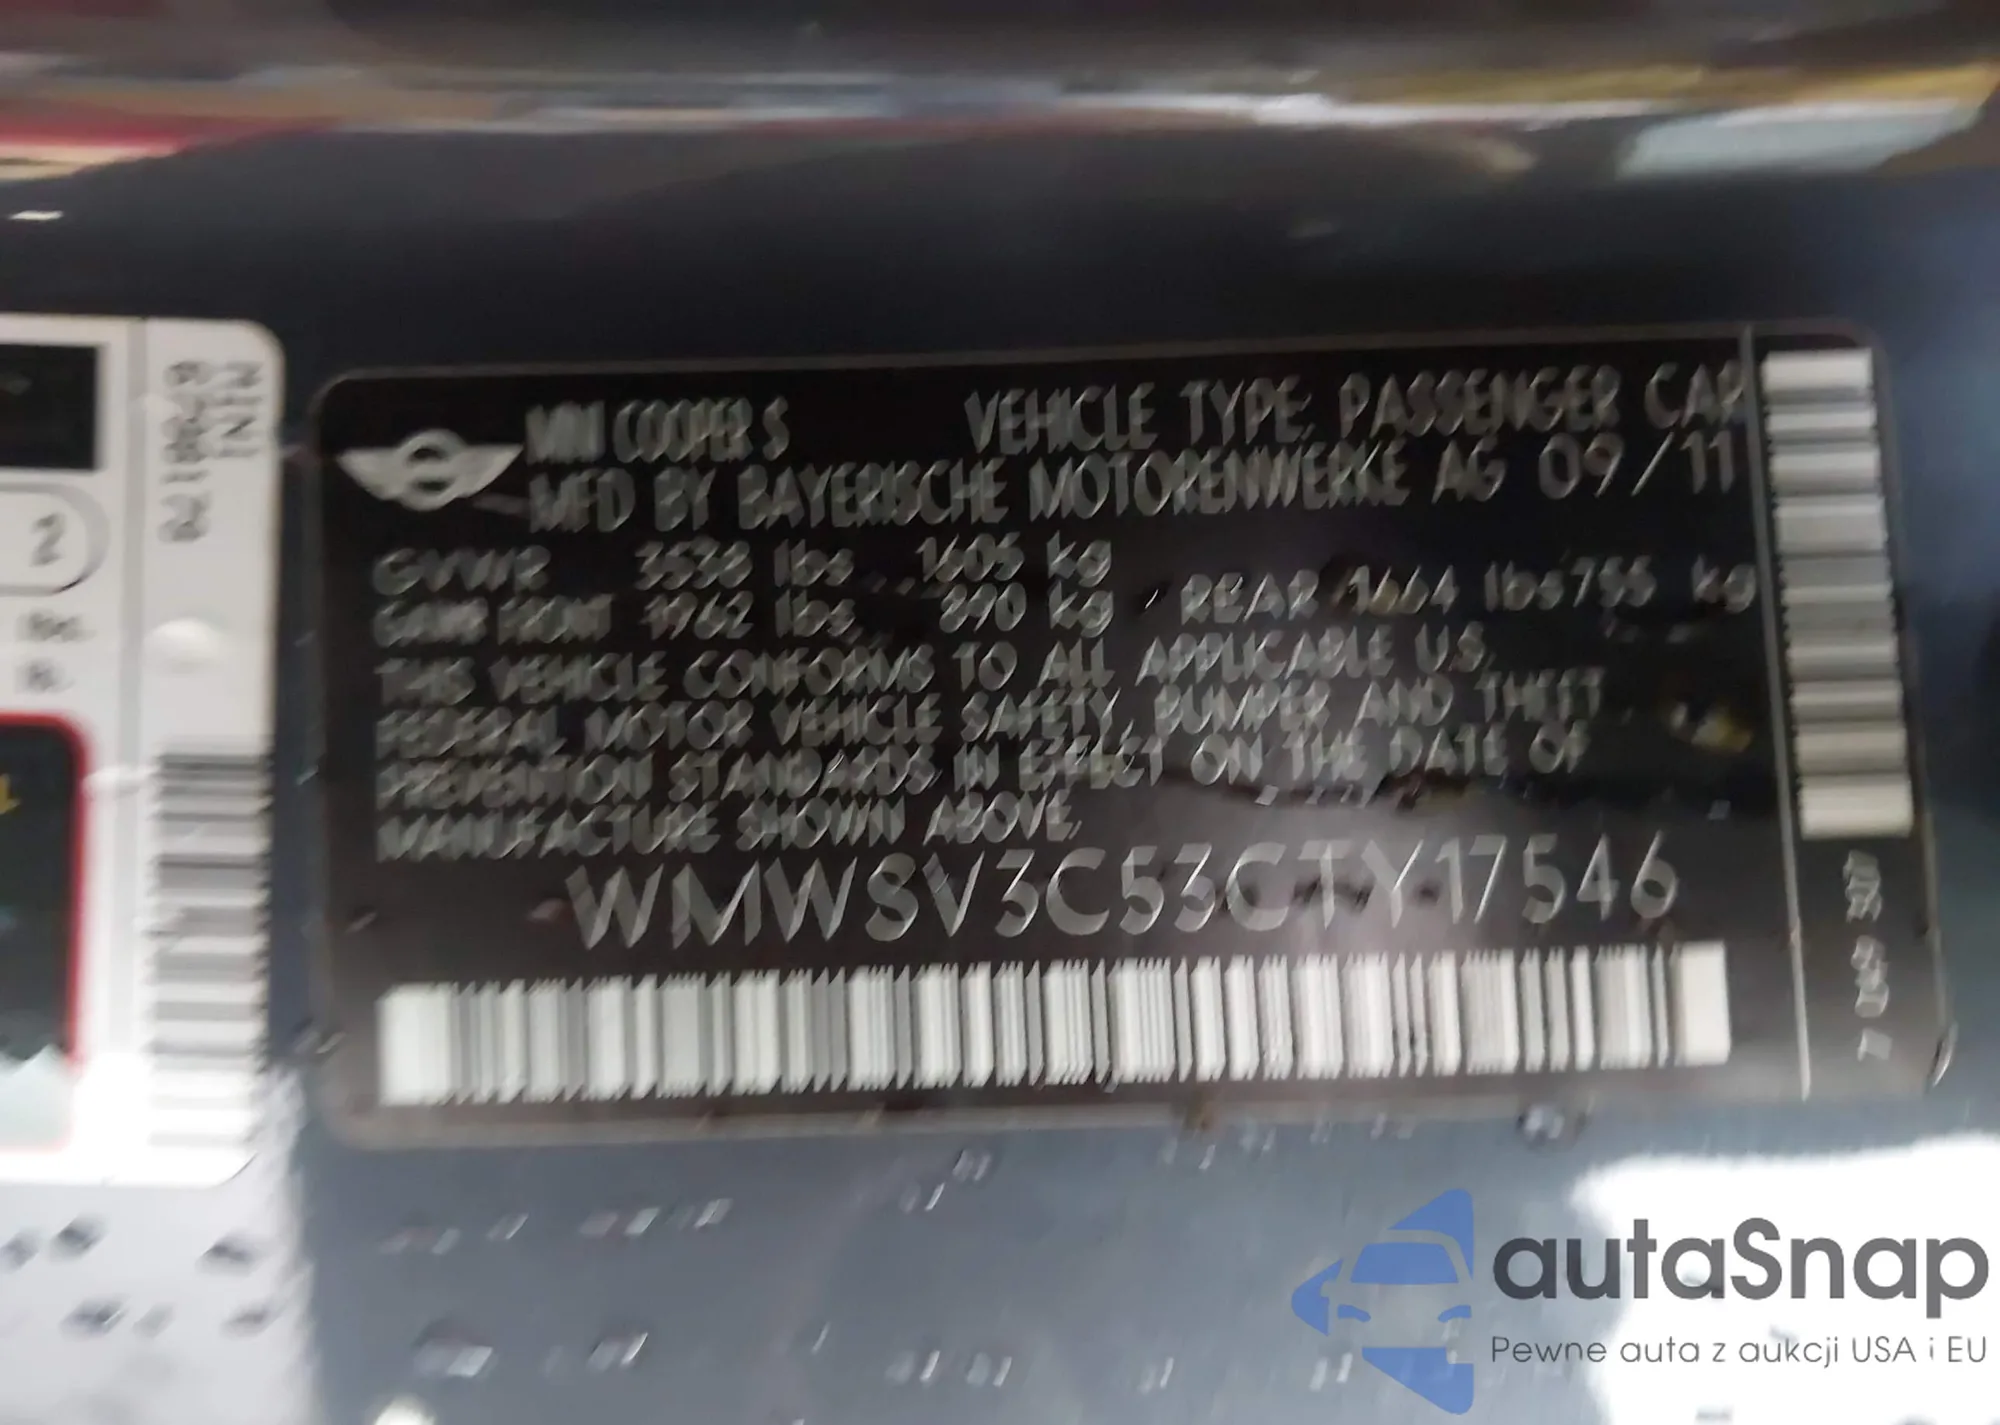 MINI COOPER S VEHICLE TYPE: PASSENGER CAR
MFD BY BAYERISCHE MOTORENWERKE AG 09/11
GVWR 3538 lbs 1605 kg
GAWR FRONT 1962 lbs, 890 kg, REAR 1664 lbs 755 kg
THIS VEHICLE CONFORMS TO ALL APPLICABLE U.S.
FEDERAL MOTOR VEHICLE SAFETY, BUMPER AND THEFT
PREVENTION STANDARDS IN EFFECT ON THE DATE OF
MANUFACTURE SHOWN ABOVE.
WMWSV3C53CTY17546
MINI
2
autaSnap
Pewne auta z aukcji USA i EU